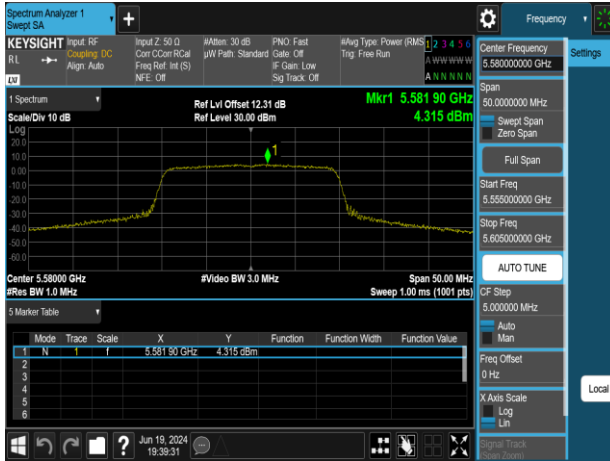 Spectrum Analyzer 1
Swept SA
Frequency
KEYSIGHT
RL
Input: RF
Coupling: DC
Align: Auto
Input Z: 50 Ω
Corr CCorr RCal
Freq Ref: Int (S)
NFE: Off
#Atten: 30 dB
µW Path: Standard
PNO: Fast
Gate: Off
IF Gain: Low
Sig Track: Off
#Avg Type: Power (RMS
Trig: Free Run
1 2 3 4 5 6
A W W W W W
A N N N N N
LXI
1 Spectrum
Scale/Div 10 dB
Ref Lvl Offset 12.31 dB
Ref Level 30.00 dBm
Mkr1 5.581 90 GHz
4.315 dBm
Log
20.0
10.0
0.00
-10.0
-20.0
-30.0
-40.0
-50.0
-60.0
1
Center 5.58000 GHz
#Res BW 1.0 MHz
#Video BW 3.0 MHz
Span 50.00 MHz
Sweep 1.00 ms (1001 pts)
5 Marker Table
Mode Trace Scale X Y Function Function Width Function Value
1 N 1 f 5.581 90 GHz 4.315 dBm
2
3
4
5
6
Jun 19, 2024
19:39:31
Center Frequency
5.580000000 GHz
Span
50.0000000 MHz
Swept Span
Zero Span
Full Span
Start Freq
5.555000000 GHz
Stop Freq
5.605000000 GHz
AUTO TUNE
CF Step
5.000000 MHz
Auto
Man
Freq Offset
0 Hz
X Axis Scale
Log
Lin
Signal Track
(Span Zoom)
Settings
Local